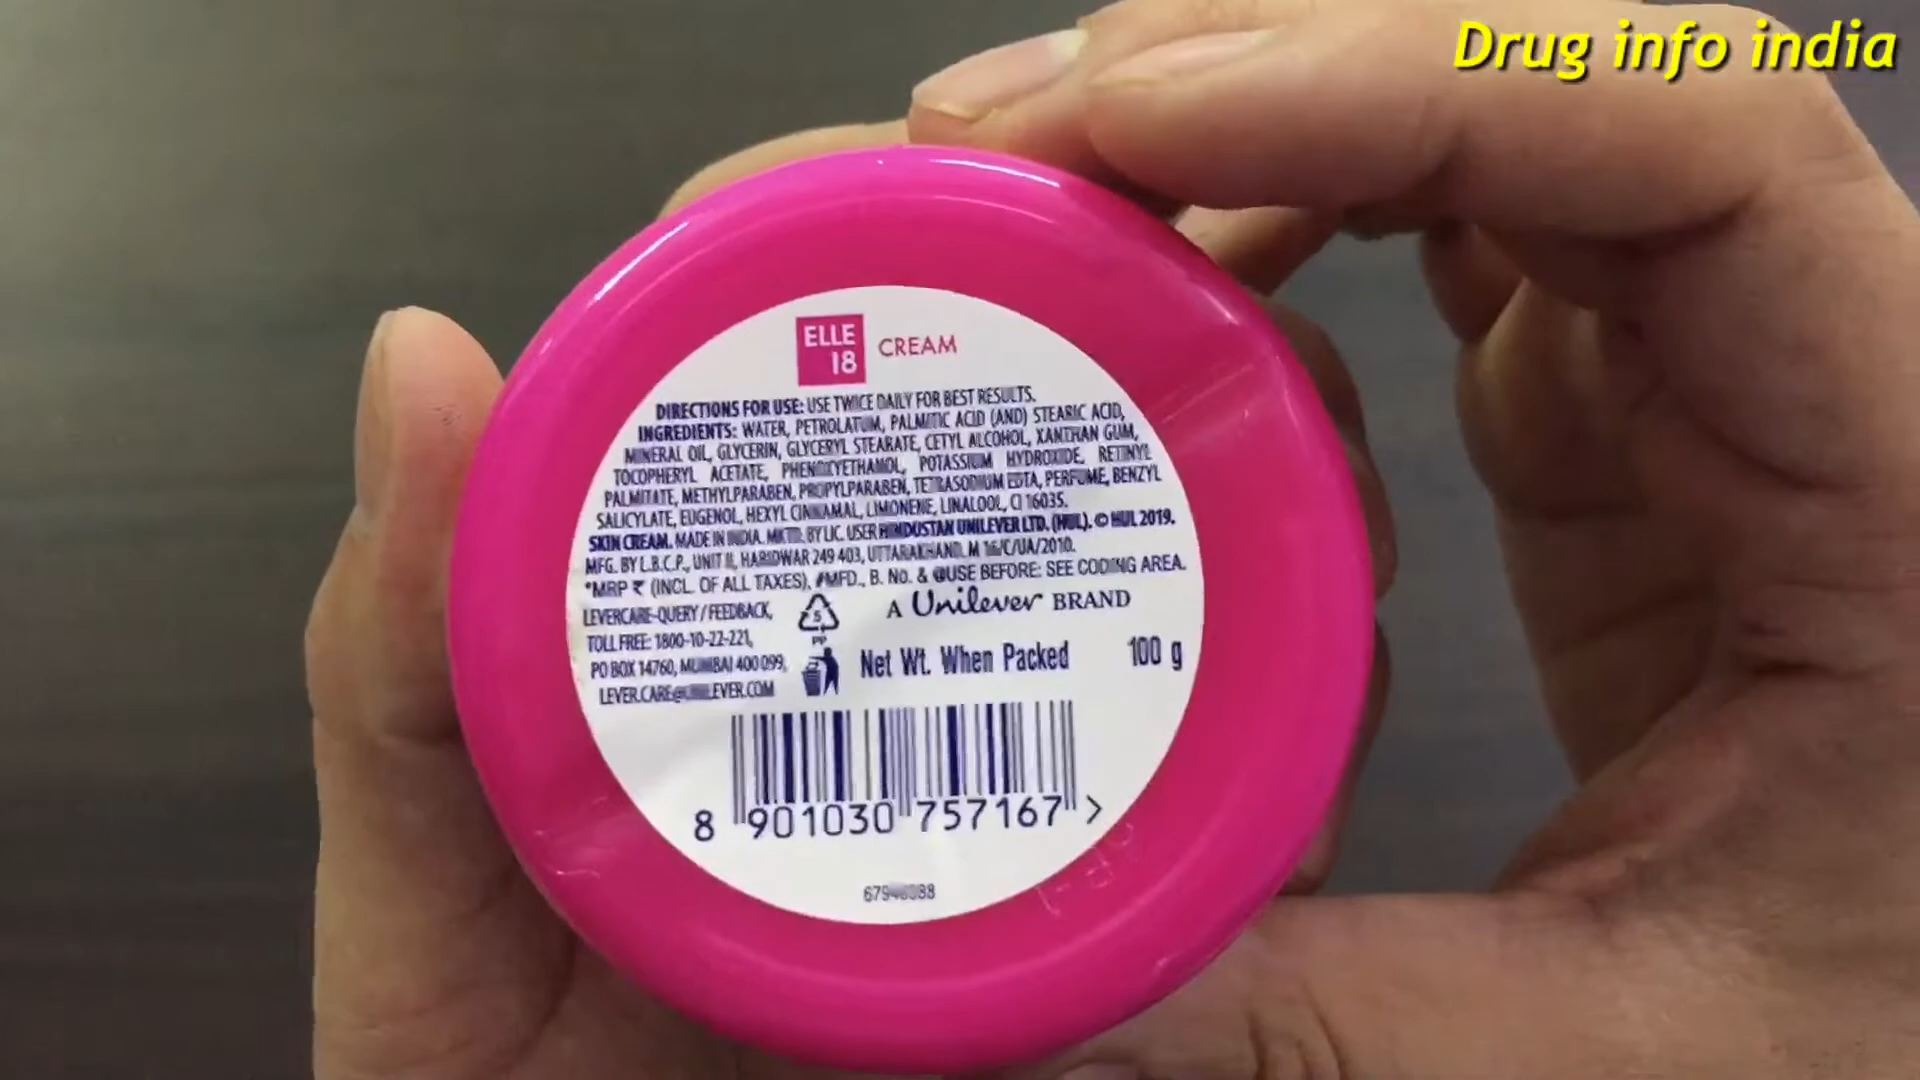 Drug info india
ELLE
18
CREAM
DIRECTIONS FOR USE: USE TWICE DAILY FOR BEST RESULTS.
INGREDIENTS: WATER, PETROLATUM, PALMITIC ACID (AND) STEARIC ACID,
MINERAL OIL, GLYCERIN, GLYCERYL STEARATE, CETYL ALCOHOL, XANTHAN GUM,
TOCOPHERYL ACETATE, PHENOXYETHANOL, POTASSIUM HYDROXIDE, RETINYL
PALMITATE, METHYLPARABEN, PROPYLPARABEN, TETRASODIUM EDTA, PERFUME, BENZYL
SALICYLATE, EUGENOL, HEXYL CINNAMAL, LIMONENE, LINALOOL, CI 16035.
SKIN CREAM. MADE IN INDIA. MKTD. BY LIC. USER HINDUSTAN UNILEVER LTD. (HUL). © HUL 2019.
MFG. BY L.B.C.P., UNIT II, HARIDWAR 249 403, UTTARAKHAND. M 16/C/UA/2010.
*MRP ₹ (INCL. OF ALL TAXES), #MFD., B. No. & @USE BEFORE: SEE CODING AREA.
LEVERCARE-QUERY / FEEDBACK,
TOLL FREE: 1800-10-22-221,
PO BOX 14760, MUMBAI 400 099,
LEVER.CARE@UNILEVER.COM
5
PP
A Unilever BRAND
Net Wt. When Packed 100 g
8 901030 757167 >